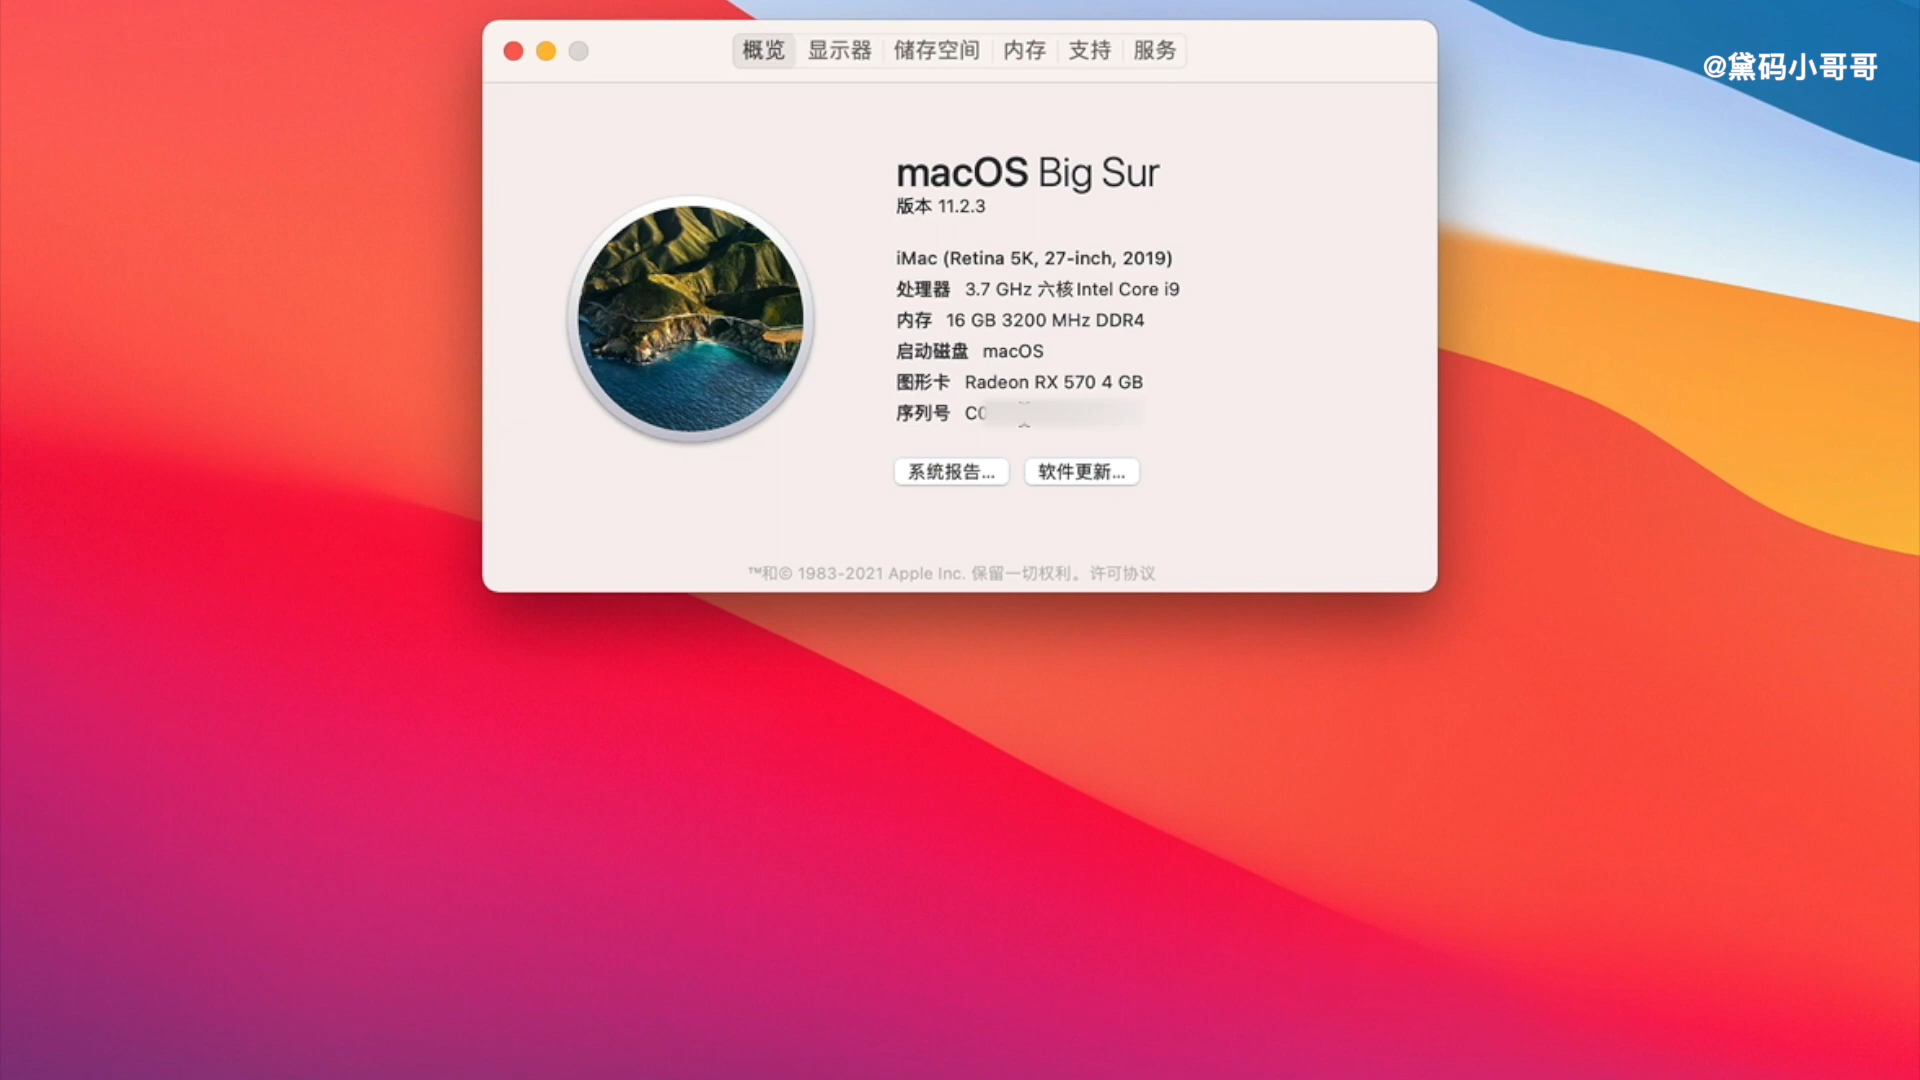 概览 显示器 储存空间 内存 支持 服务
@黛码小哥哥
macOS Big Sur
版本 11.2.3
iMac (Retina 5K, 27-inch, 2019)
处理器 3.7 GHz 六核Intel Core i9
内存 16 GB 3200 MHz DDR4
启动磁盘 macOS
图形卡 Radeon RX 570 4 GB
序列号 C0
系统报告... 软件更新...
™和© 1983-2021 Apple Inc. 保留一切权利。许可协议